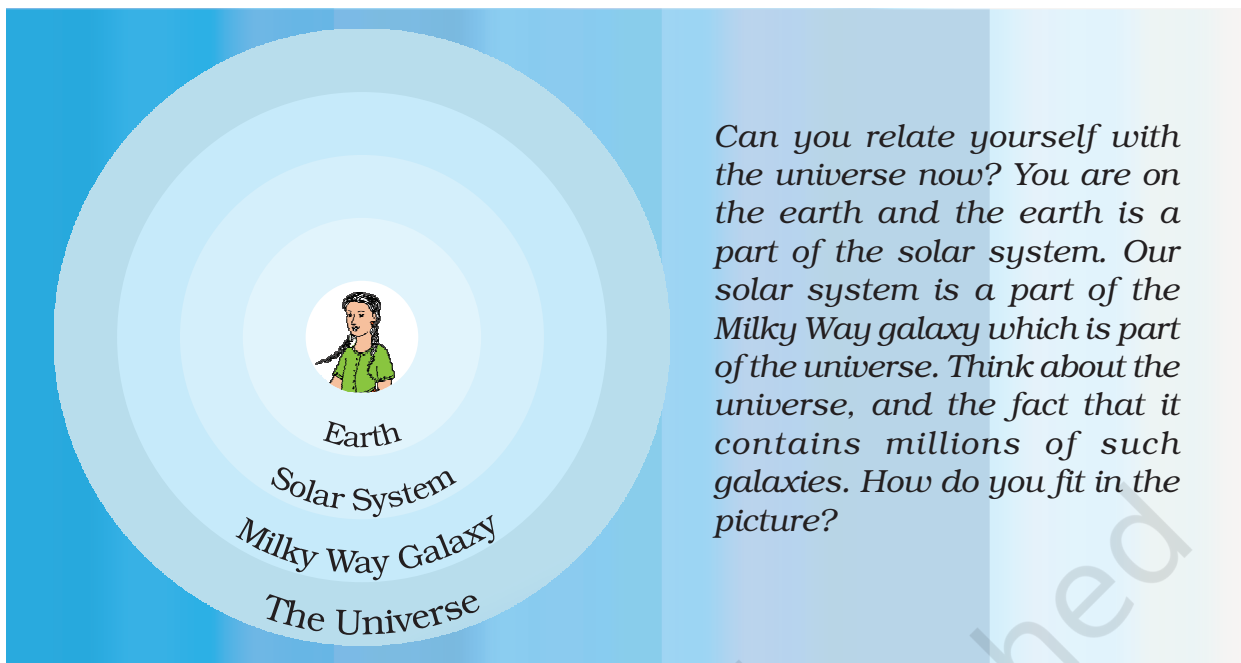 Earth
Solar System
Milky Way Galaxy
The Universe
Can you relate yourself with
the universe now? You are on
the earth and the earth is a
part of the solar system. Our
solar system is a part of the
Milky Way galaxy which is part
of the universe. Think about the
universe, and the fact that it
contains millions of such
galaxies. How do you fit in the
picture?